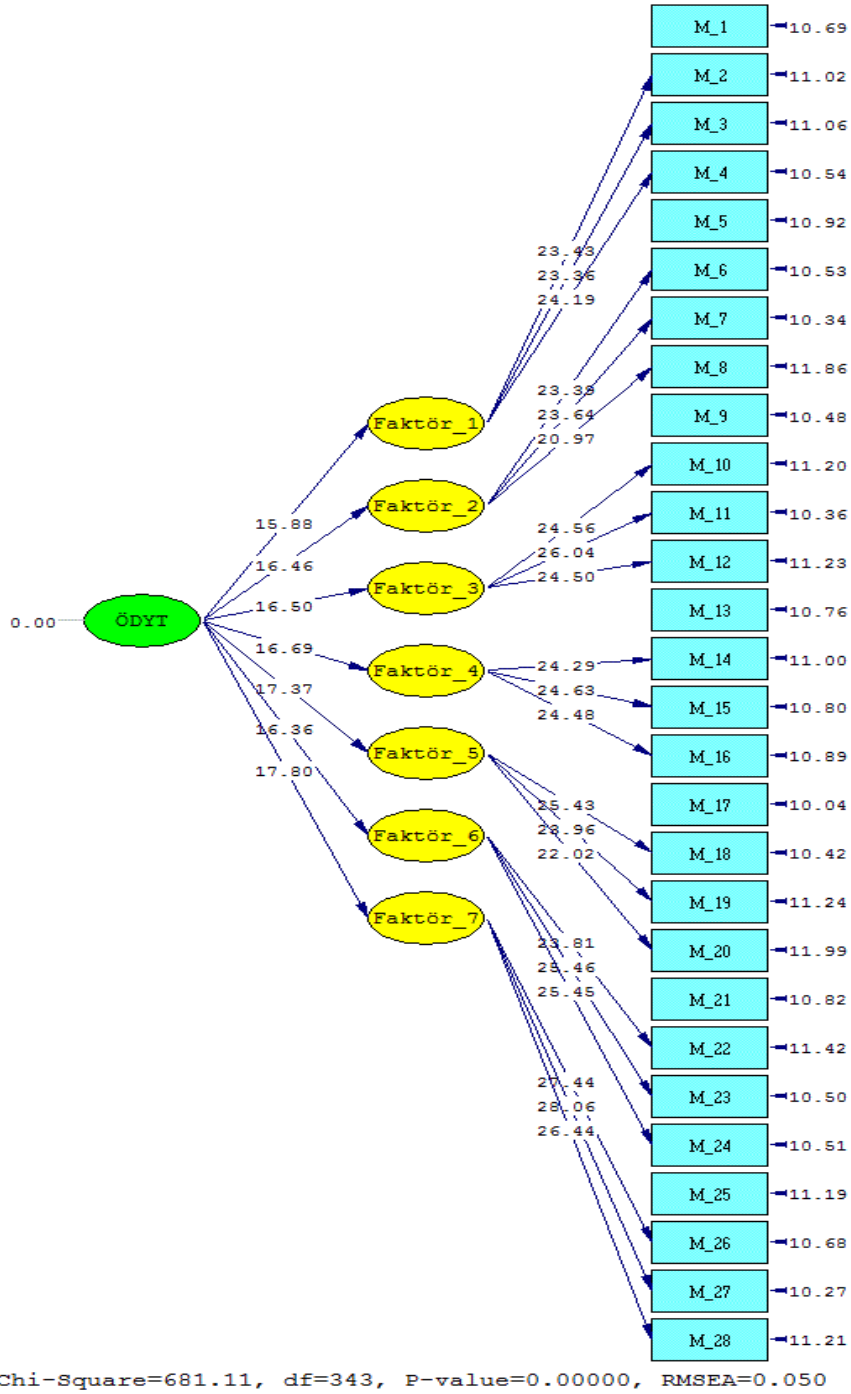 M_1 10.69
M_2 11.02
M_3 11.06
M_4 10.54
M_5 10.92
23.43
M_6 10.53
23.36
24.19
M_7 10.34
M_8 11.86
23.39
M_9 10.48
23.64
Faktör_1
20.97
M_10 11.20
Faktör_2
M_11 10.36
15.88
24.56
26.04
M_12 11.23
16.46
24.50
Faktör_3
16.50
M_13 10.76
0.00 ÖDYT
16.69
M_14 11.00
24.29
Faktör_4
17.37
24.63
M_15 10.80
24.48
16.36
Faktör_5
M_16 10.89
17.80
25.43
M_17 10.04
23.96
Faktör_6
22.02
M_18 10.42
M_19 11.24
Faktör_7
23.81
M_20 11.99
25.46
25.45
M_21 10.82
M_22 11.42
27.44
M_23 10.50
28.06
26.44
M_24 10.51
M_25 11.19
M_26 10.68
M_27 10.27
M_28 11.21
Chi-Square=681.11, df=343, P-value=0.00000, RMSEA=0.050